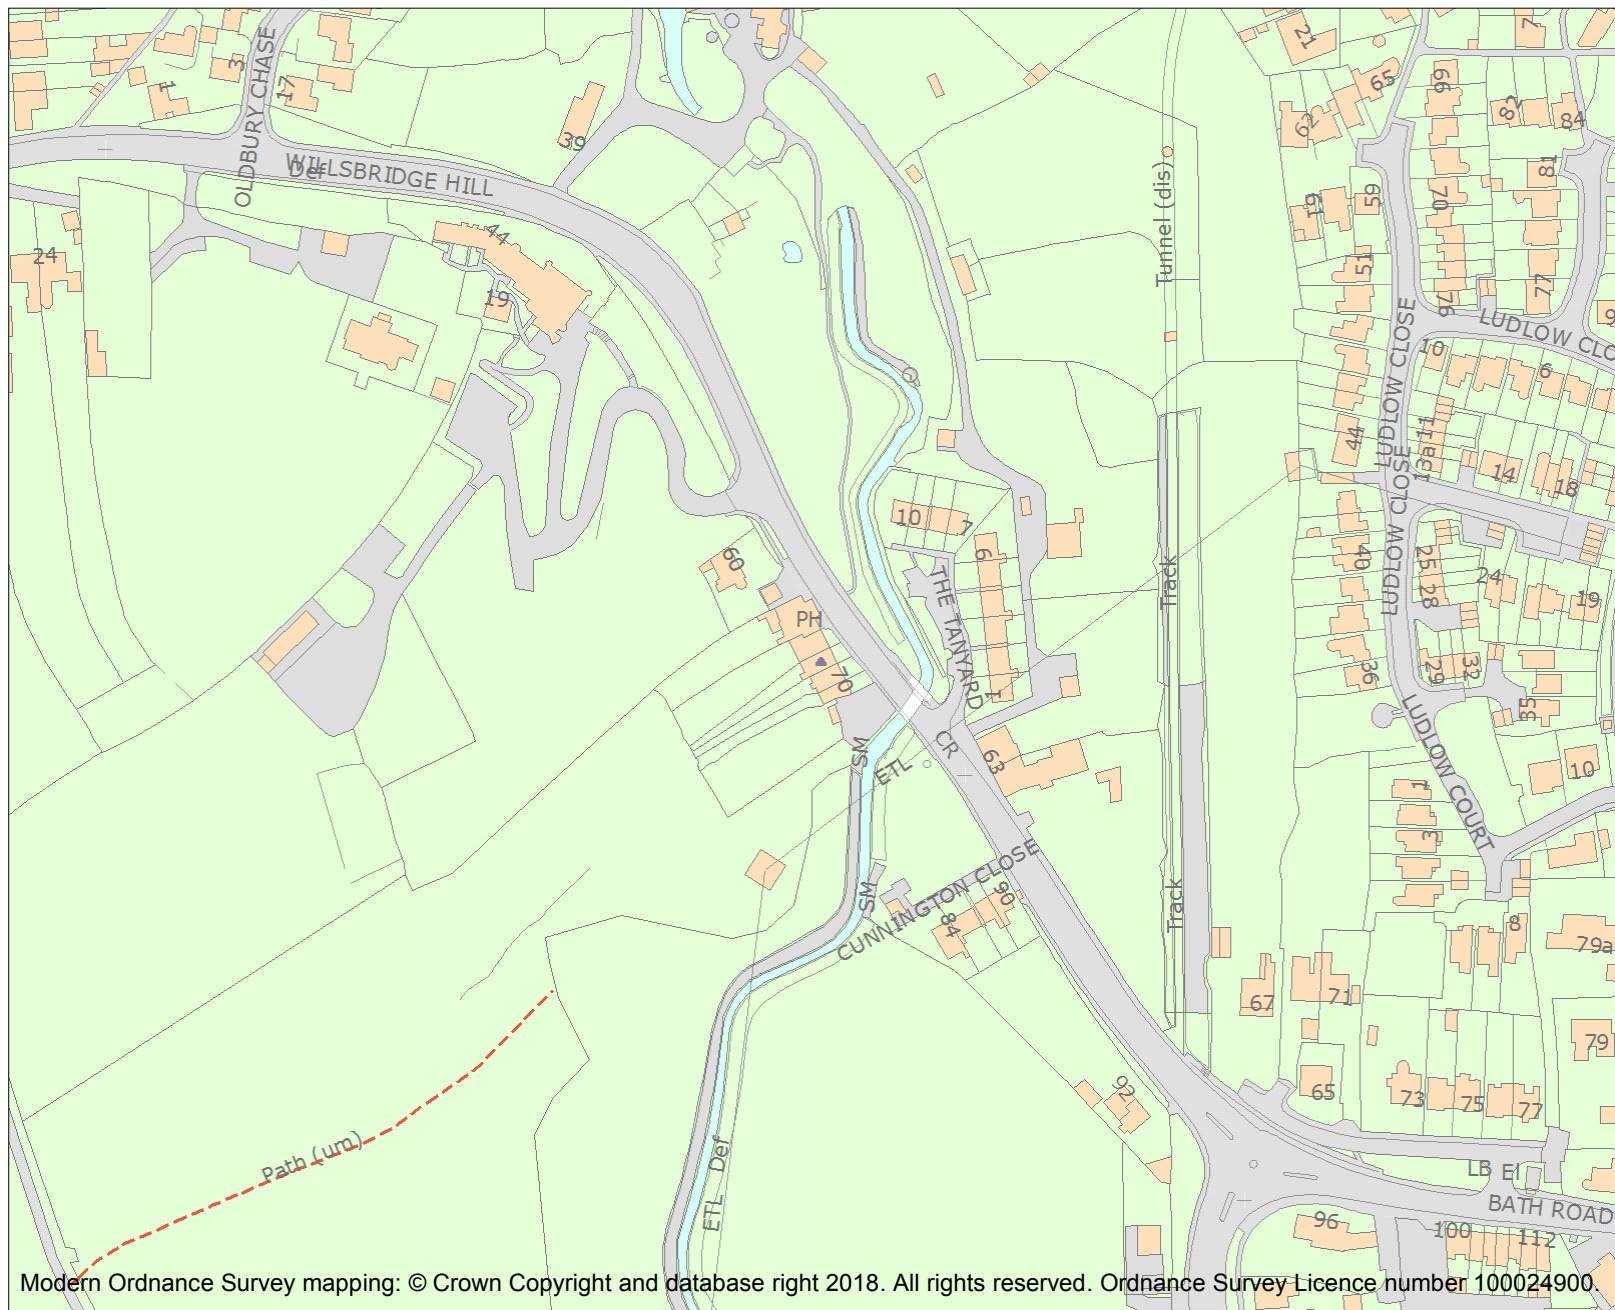 21
7
3
1
17
65
66
82
84
62
OLDBURY CHASE
39
WILLSBRIDGE HILL
Def
81
Tunnel (dis)
61
59
70
44
24
51
19
77
76
LUDLOW CLOSE
LUDLOW CLO
9
10
6
LUDLOW CLOSE
44
13a
11
14
18
10
7
6
60
THE TANYARD
Track
40
25
28
24
19
PH
70
1
36
29
32
35
LUDLOW CLOSE
LUDLOW COURT
CR
SM
ETL
63
10
1
3
CUNNINGTON CLOSE
SM
90
84
Track
8
79a
67
71
79
92
65
73
75
77
Path (um)
ETL
Def
LB
El
BATH ROAD
96
100
112
Modern Ordnance Survey mapping: © Crown Copyright and database right 2018. All rights reserved. Ordnance Survey Licence number 100024900.